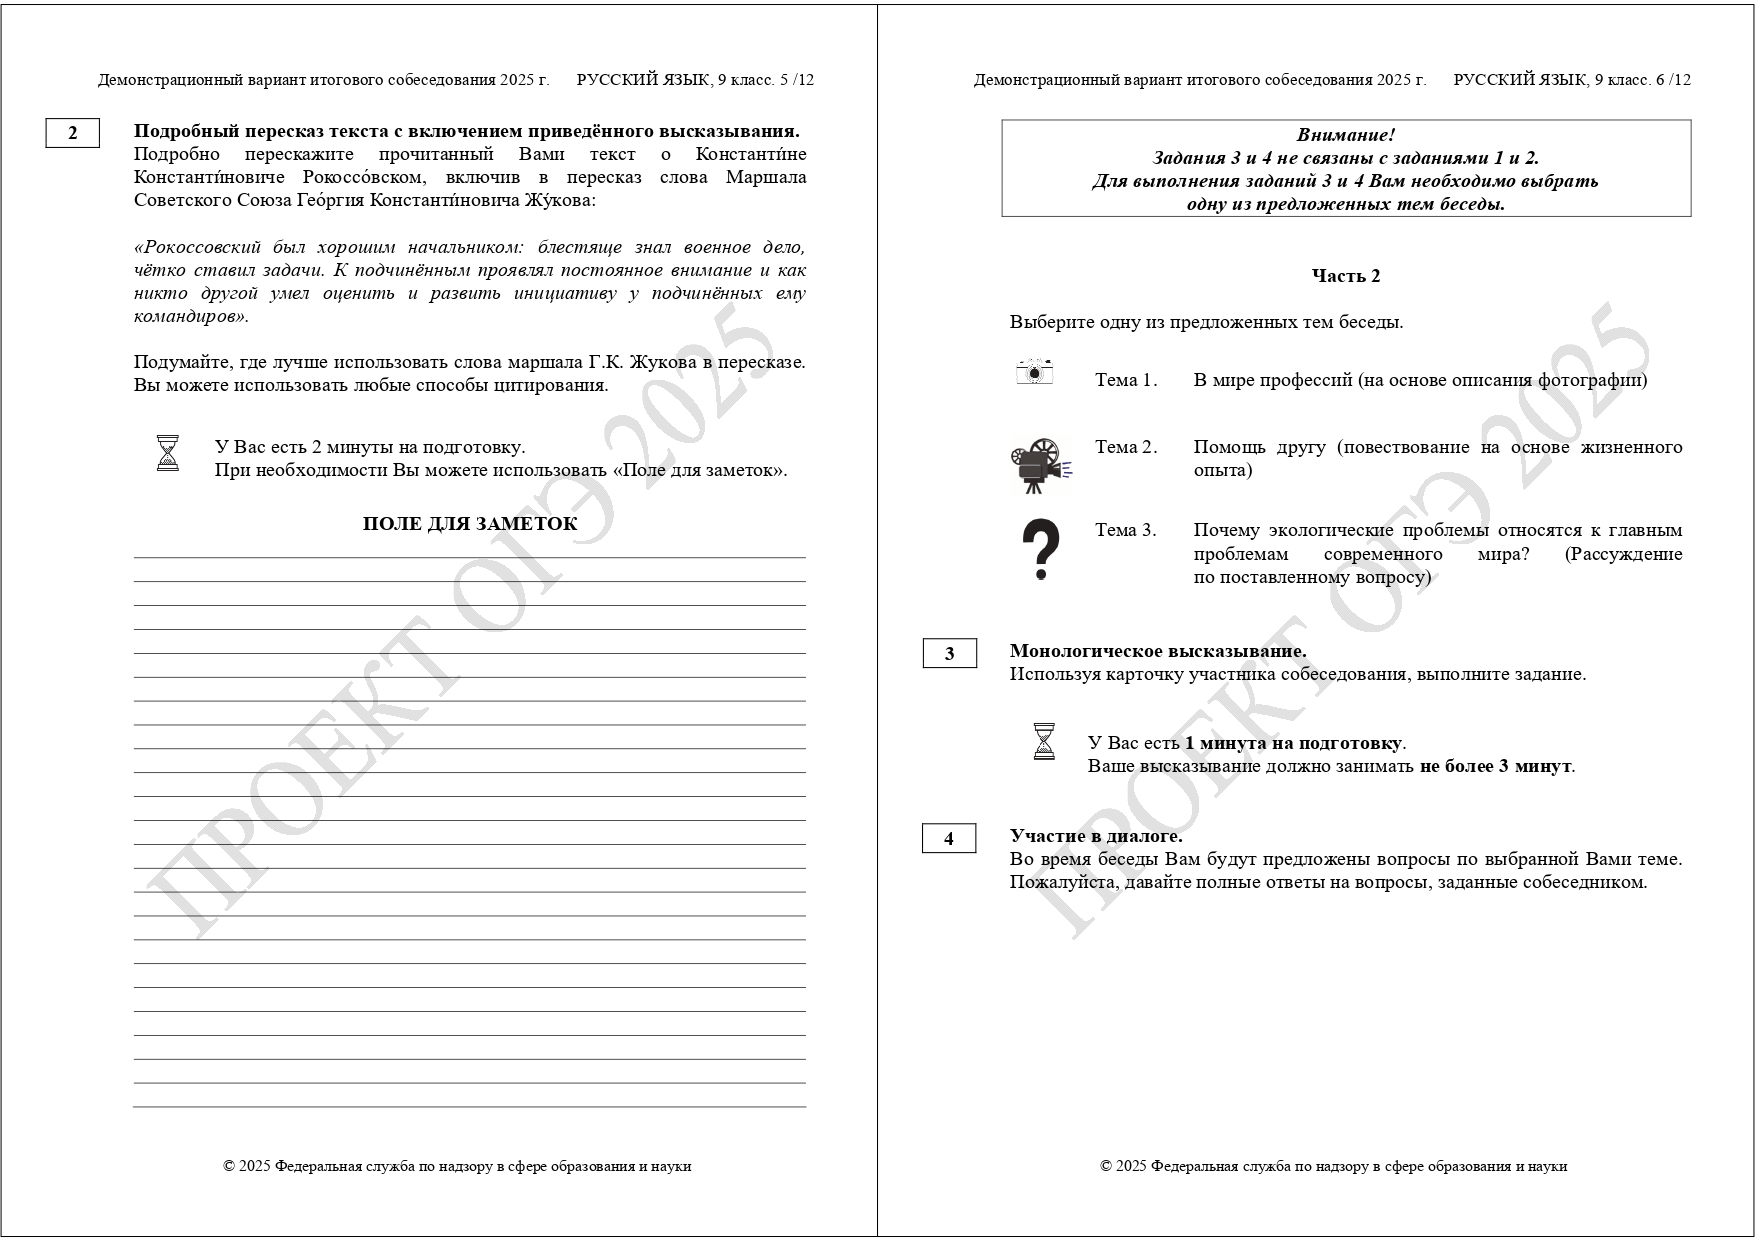 Демонстрационный вариант итогового собеседования 2025 г. РУССКИЙ ЯЗЫК, 9 класс. 5 /12
2
Подробный пересказ текста с включением приведённого высказывания.
Подробно перескажите прочитанный Вами текст о Константи́не
Константи́новиче Рокоссо́вском, включив в пересказ слова Маршала
Советского Союза Гео́ргия Константи́новича Жу́кова:
«Рокоссовский был хорошим начальником: блестяще знал военное дело,
чётко ставил задачи. К подчинённым проявлял постоянное внимание и как
никто другой умел оценить и развить инициативу у подчинённых ему
командиров».
Подумайте, где лучше использовать слова маршала Г.К. Жукова в пересказе.
Вы можете использовать любые способы цитирования.
У Вас есть 2 минуты на подготовку.
При необходимости Вы можете использовать «Поле для заметок».
ПОЛЕ ДЛЯ ЗАМЕТОК
ПРОЕКТ ОГЭ 2025
© 2025 Федеральная служба по надзору в сфере образования и науки
Демонстрационный вариант итогового собеседования 2025 г. РУССКИЙ ЯЗЫК, 9 класс. 6 /12
Внимание!
Задания 3 и 4 не связаны с заданиями 1 и 2.
Для выполнения заданий 3 и 4 Вам необходимо выбрать
одну из предложенных тем беседы.
Часть 2
Выберите одну из предложенных тем беседы.
Тема 1. В мире профессий (на основе описания фотографии)
Тема 2. Помощь другу (повествование на основе жизненного
опыта)
Тема 3. Почему экологические проблемы относятся к главным
проблемам современного мира? (Рассуждение
по поставленному вопросу)
3
Монологическое высказывание.
Используя карточку участника собеседования, выполните задание.
У Вас есть 1 минута на подготовку.
Ваше высказывание должно занимать не более 3 минут.
4
Участие в диалоге.
Во время беседы Вам будут предложены вопросы по выбранной Вами теме.
Пожалуйста, давайте полные ответы на вопросы, заданные собеседником.
ПРОЕКТ ОГЭ 2025
© 2025 Федеральная служба по надзору в сфере образования и науки